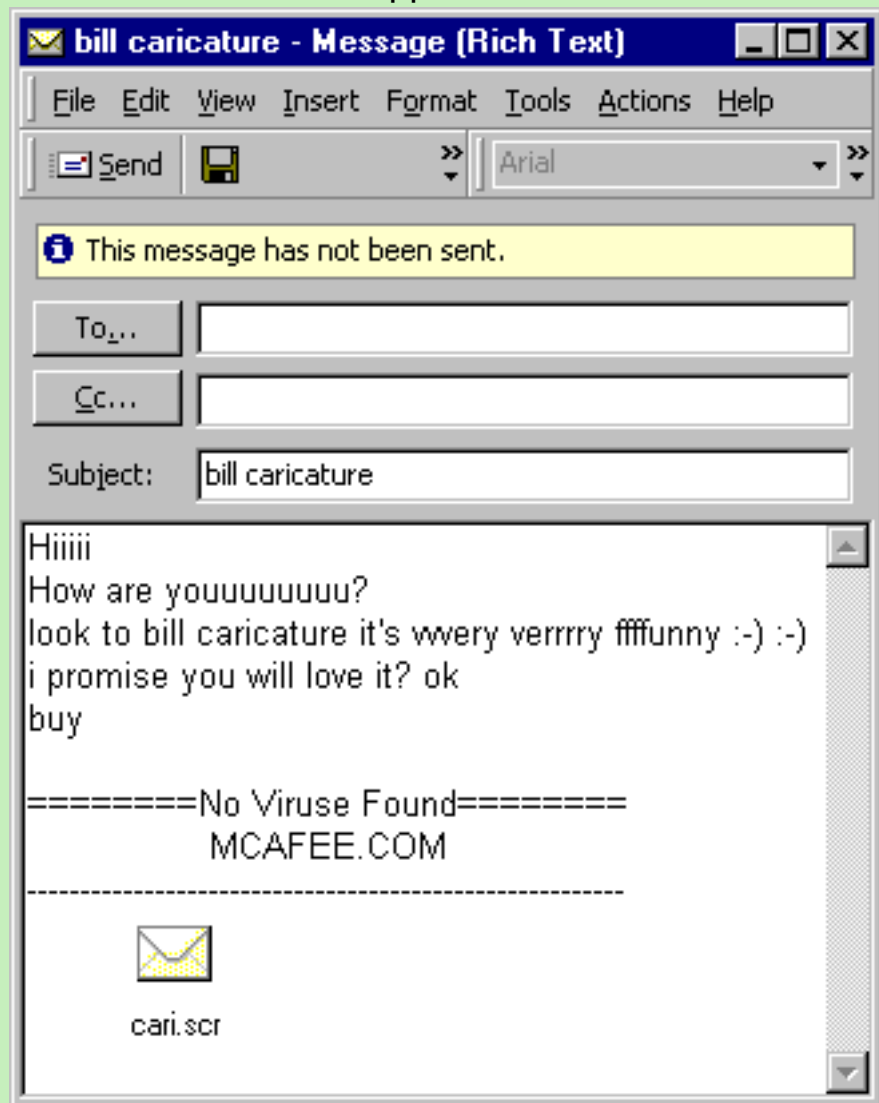 bill caricature - Message (Rich Text)
File Edit View Insert Format Tools Actions Help
Send Arial
This message has not been sent.
To...
Cc...
Subject: bill caricature
Hiiiii
How are youuuuuuuu?
look to bill caricature it's vvvery verrrry ffffunny :-) :-)
i promise you will love it? ok
buy
========No Viruse Found========
MCAFEE.COM
---------------------------------------------------------
cari.scr